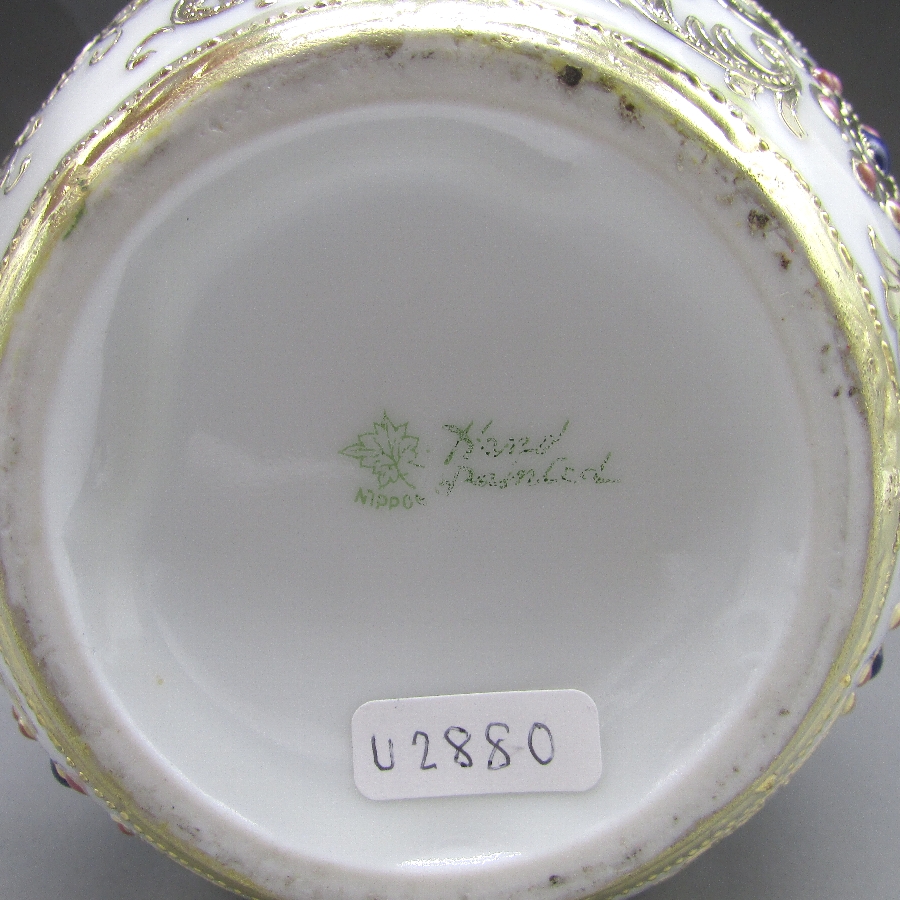 Hand
Painted
NIPPON
U2880